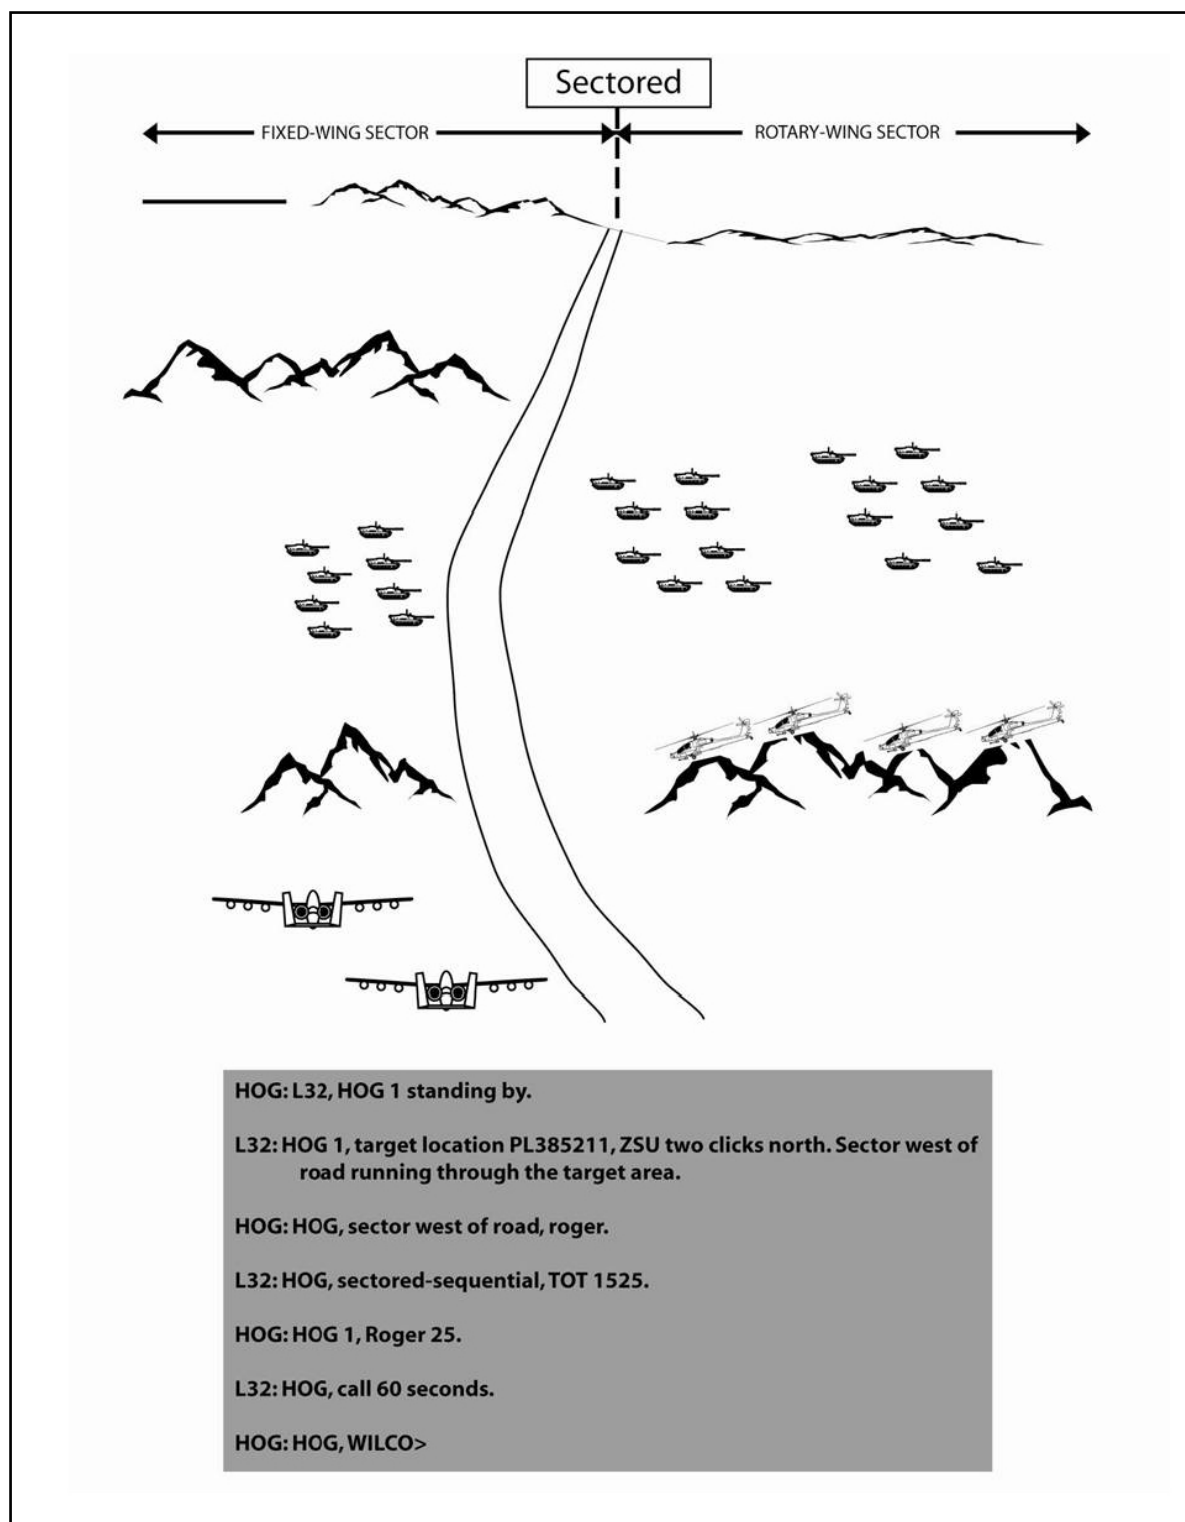 Sectored
FIXED-WING SECTOR
ROTARY-WING SECTOR
HOG: L32, HOG 1 standing by.
L32: HOG 1, target location PL385211, ZSU two clicks north. Sector west of
road running through the target area.
HOG: HOG, sector west of road, roger.
L32: HOG, sectored-sequential, TOT 1525.
HOG: HOG 1, Roger 25.
L32: HOG, call 60 seconds.
HOG: HOG, WILCO>